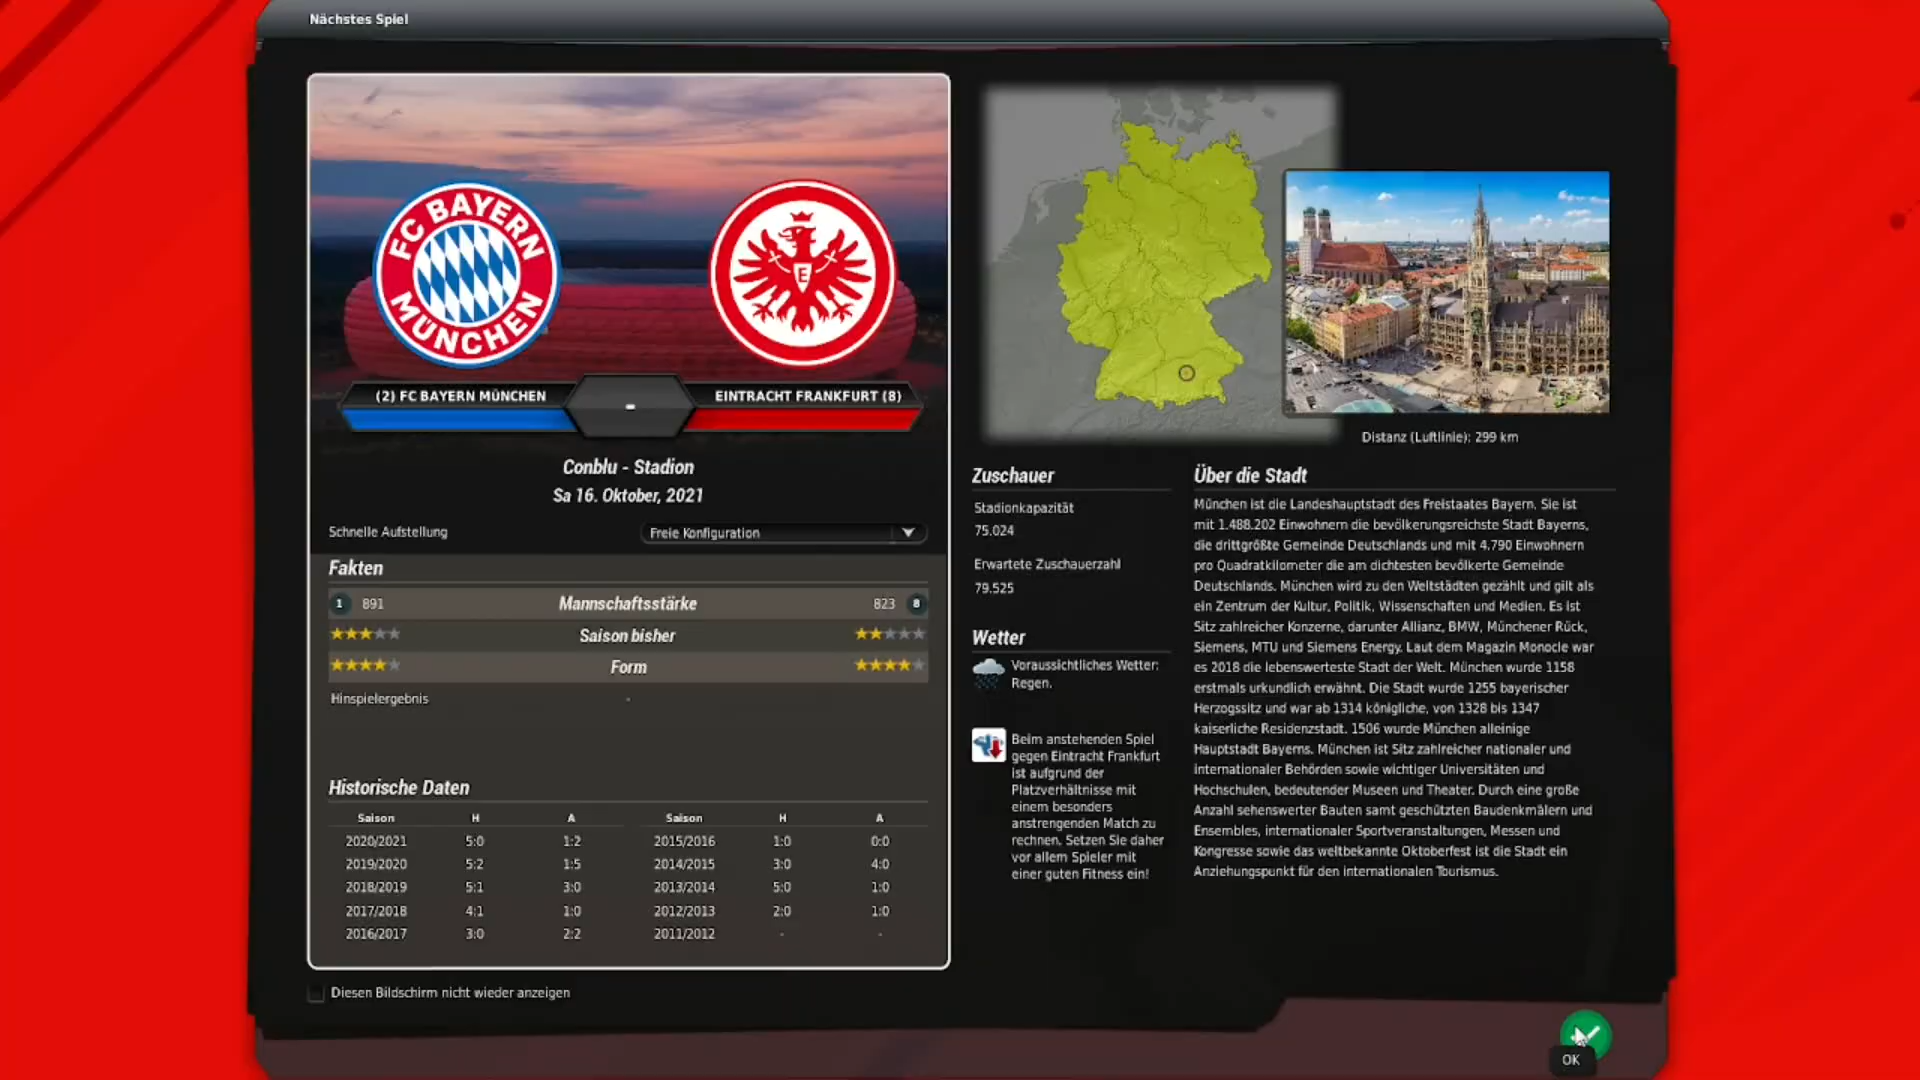 Nächstes Spiel
FC BAYERN
MÜNCHEN
E
(2) FC BAYERN MÜNCHEN
-
EINTRACHT FRANKFURT (8)
Conblu - Stadion
Sa 16. Oktober, 2021
Schnelle Aufstellung
Freie Konfiguration
Fakten
1 891 Mannschaftsstärke 823 8
Saison bisher
Form
Hinspielergebnis -
Historische Daten
Saison H A Saison H A
2020/2021 5:0 1:2 2015/2016 1:0 0:0
2019/2020 5:2 1:5 2014/2015 3:0 4:0
2018/2019 5:1 3:0 2013/2014 5:0 1:0
2017/2018 4:1 1:0 2012/2013 2:0 1:0
2016/2017 3:0 2:2 2011/2012 - -
Diesen Bildschirm nicht wieder anzeigen
Distanz (Luftlinie): 299 km
Zuschauer
Stadionkapazität
75.024
Erwartete Zuschauerzahl
79.525
Wetter
Voraussichtliches Wetter:
Regen.
Beim anstehenden Spiel
gegen Eintracht Frankfurt
ist aufgrund der
Platzverhältnisse mit
einem besonders
anstrengenden Match zu
rechnen. Setzen Sie daher
vor allem Spieler mit
einer guten Fitness ein!
Über die Stadt
München ist die Landeshauptstadt des Freistaates Bayern. Sie ist
mit 1.488.202 Einwohnern die bevölkerungsreichste Stadt Bayerns,
die drittgrößte Gemeinde Deutschlands und mit 4.790 Einwohnern
pro Quadratkilometer die am dichtesten bevölkerte Gemeinde
Deutschlands. München wird zu den Weltstädten gezählt und gilt als
ein Zentrum der Kultur, Politik, Wissenschaften und Medien. Es ist
Sitz zahlreicher Konzerne, darunter Allianz, BMW, Münchener Rück,
Siemens, MTU und Siemens Energy. Laut dem Magazin Monocle war
es 2018 die lebenswerteste Stadt der Welt. München wurde 1158
erstmals urkundlich erwähnt. Die Stadt wurde 1255 bayerischer
Herzogssitz und war ab 1314 königliche, von 1328 bis 1347
kaiserliche Residenzstadt. 1506 wurde München alleinige
Hauptstadt Bayerns. München ist Sitz zahlreicher nationaler und
internationaler Behörden sowie wichtiger Universitäten und
Hochschulen, bedeutender Museen und Theater. Durch eine große
Anzahl sehenswerter Bauten samt geschützten Baudenkmälern und
Ensembles, internationaler Sportveranstaltungen, Messen und
Kongresse sowie das weltbekannte Oktoberfest ist die Stadt ein
Anziehungspunkt für den internationalen Tourismus.
OK